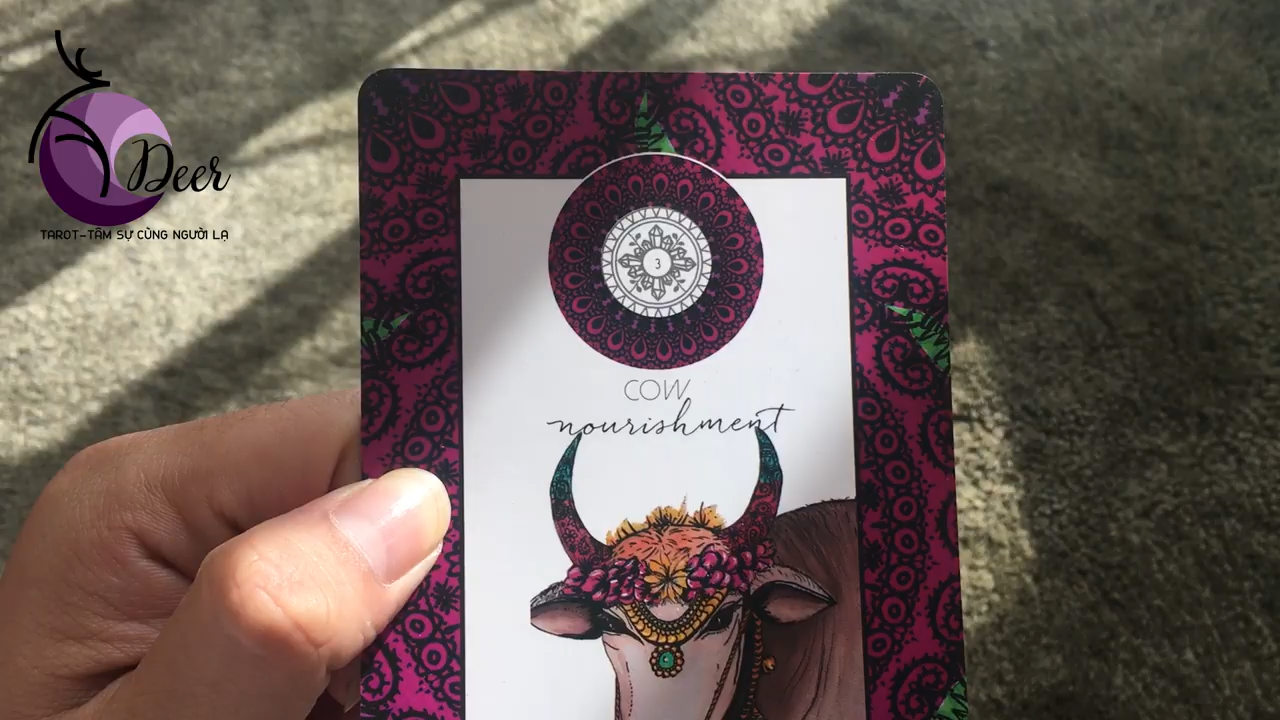 Deer
TAROT-TÂM SỰ CÙNG NGƯỜI LẠ
3
COW
nourishment